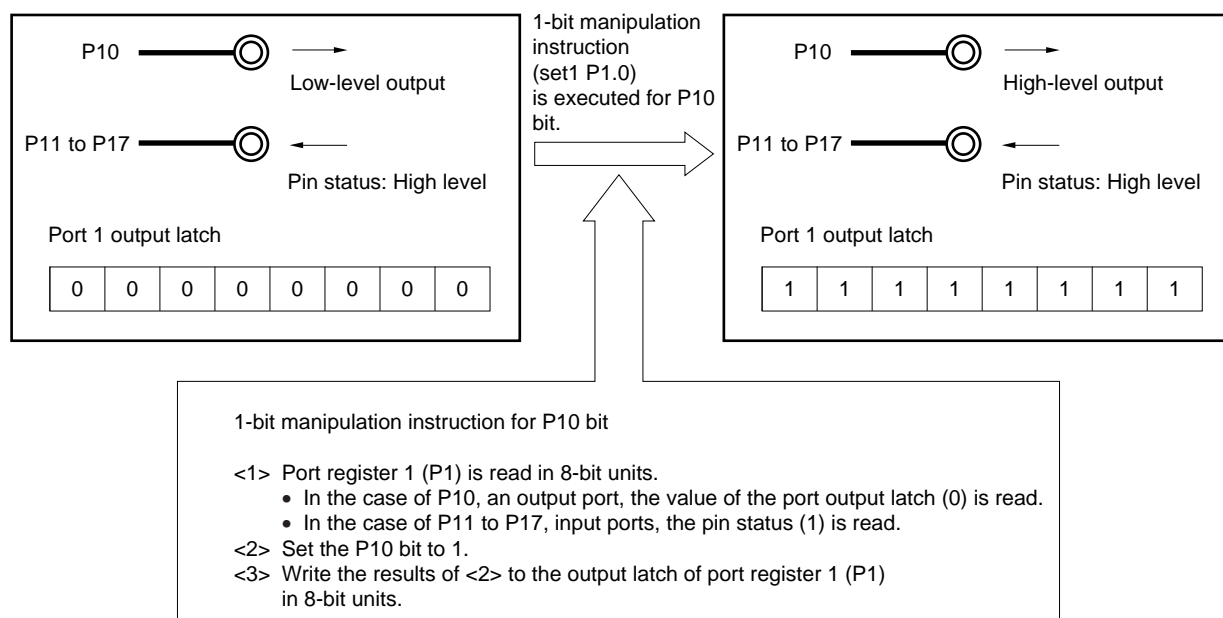 P10
Low-level output
P11 to P17
Pin status: High level
Port 1 output latch
0 0 0 0 0 0 0 0
1-bit manipulation
instruction
(set1 P1.0)
is executed for P10
bit.
P10
High-level output
P11 to P17
Pin status: High level
Port 1 output latch
1 1 1 1 1 1 1 1
1-bit manipulation instruction for P10 bit
<1> Port register 1 (P1) is read in 8-bit units.
• In the case of P10, an output port, the value of the port output latch (0) is read.
• In the case of P11 to P17, input ports, the pin status (1) is read.
<2> Set the P10 bit to 1.
<3> Write the results of <2> to the output latch of port register 1 (P1)
in 8-bit units.